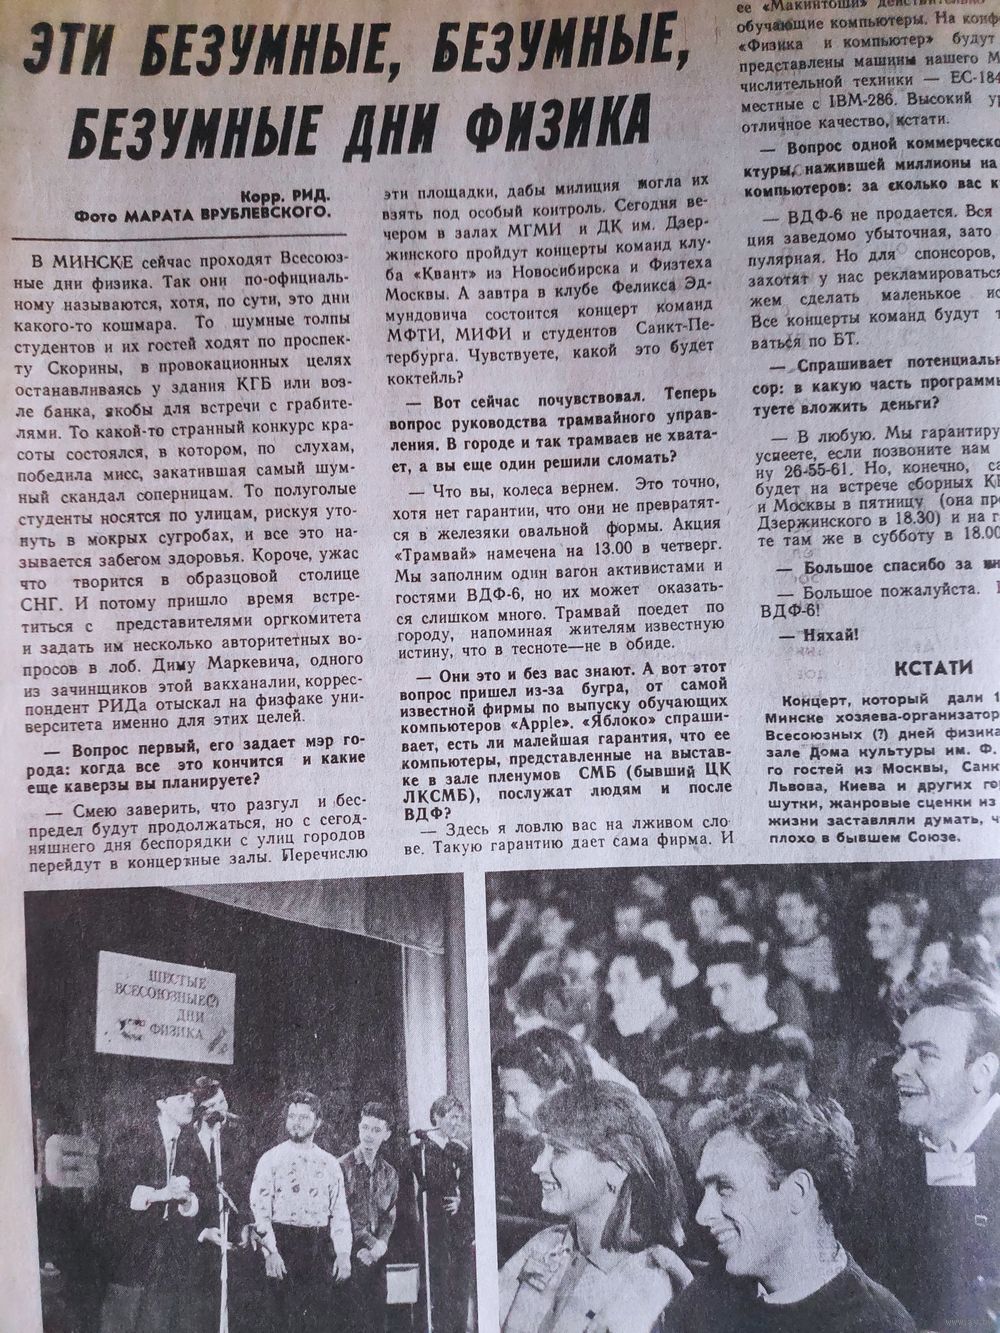 ЭТИ БЕЗУМНЫЕ, БЕЗУМНЫЕ,
БЕЗУМНЫЕ ДНИ ФИЗИКА
Корр. РИД.
Фото МАРАТА ВРУБЛЕВСКОГО.
В МИНСКЕ сейчас проходят Всесоюз-
ные дни физика. Так они по-официаль-
ному называются, хотя, по сути, это дни
какого-то кошмара. То шумные толпы
студентов и их гостей ходят по проспек-
ту Скорины, в провокационных целях
останавливаясь у здания КГБ или воз-
ле банка, якобы для встречи с грабите-
лями. То какой-то странный конкурс кра-
соты состоялся, в котором, по слухам,
победила мисс, закатившая самый шум-
ный скандал соперницам. То полуголые
студенты носятся по улицам, рискуя уто-
нуть в мокрых сугробах, и все это на-
зывается забегом здоровья. Короче, ужас
что творится в образцовой столице
СНГ. И потому пришло время встре-
титься с представителями оргкомитета
и задать им несколько авторитетных во-
просов в лоб. Диму Маркевича, одного
из зачинщиков этой вакханалии, коррес-
пондент РИДа отыскал на физфаке уни-
верситета именно для этих целей.
— Вопрос первый, его задает мэр го-
рода: когда все это кончится и какие
еще каверзы вы планируете?
— Смею заверить, что разгул и бес-
предел будут продолжаться, но с сегод-
няшнего дня беспорядки с улиц городов
перейдут в концертные залы. Перечислю
эти площадки, дабы милиция могла их
взять под особый контроль. Сегодня ве-
чером в залах МГМИ и ДК им. Дзер-
жинского пройдут концерты команд клу-
ба «Квант» из Новосибирска и Физтеха
Москвы. А завтра в клубе Феликса Эд-
мундовича состоится концерт команд
МФТИ, МИФИ и студентов Санкт-Пе-
тербурга. Чувствуете, какой это будет
коктейль?
— Вот сейчас почувствовал. Теперь
вопрос руководства трамвайного управ-
ления. В городе и так трамваев не хвата-
ет, а вы еще один решили сломать?
— Что вы, колеса вернем. Это точно,
хотя нет гарантии, что они не превратят-
ся в железяки овальной формы. Акция
«Трамвай» намечена на 13.00 в четверг.
Мы заполним один вагон активистами и
гостями ВДФ-6, но их может оказать-
ся слишком много. Трамвай поедет по
городу, напоминая жителям известную
истину, что в тесноте—не в обиде.
— Они это и без вас знают. А вот этот
вопрос пришел из-за бугра, от самой
известной фирмы по выпуску обучающих
компьютеров «Apple». «Яблоко» спраши-
вает, есть ли малейшая гарантия, что ее
компьютеры, представленные на выстав-
ке в зале пленумов СМБ (бывший ЦК
ЛКСМБ), послужат людям и после
ВДФ?
— Здесь я ловлю вас на лживом сло
ве. Такую гарантию дает сама фирма. И
ее «Макинтоши» действительно
обучающие компьютеры. На конф
«Физика и компьютер» будут
представлены машины нашего М
числительной техники — ЕС-184
местные с IBM-286. Высокий ур
отличное качество, кстати.
— Вопрос одной коммерческо
ктуры, нажившей миллионы на
компьютеров: за сколько вас к
— ВДФ-6 не продается. Вся
ция заведомо убыточная, зато
пулярная. Но для спонсоров,
захотят у нас рекламироваться
жем сделать маленькое ис
Все концерты команд будут т
ваться по БТ.
— Спрашивает потенциаль
сор: в какую часть программы
туете вложить деньги?
— В любую. Мы гарантиру
успеете, если позвоните нам
ну 26-55-61. Но, конечно, са
будет на встрече сборных К
и Москвы в пятницу (она пр
Дзержинского в 18.30) и на г
те там же в субботу в 18.00
— Большое спасибо за
— Большое пожалуйста.
ВДФ-6!
— Няхай!
КСТАТИ
Концерт, который дали 1
Минске хозяева-организатор
Всесоюзных (?) дней физика
зале Дома культуры им. Ф.
го гостей из Москвы, Санк
Львова, Киева и других го
шутки, жанровые сценки из
жизни заставляли думать, ч
плохо в бывшем Союзе.
ШЕСТЫЕ
ВСЕСОЮЗНЫЕ(?)
ДНИ
ФИЗИКА